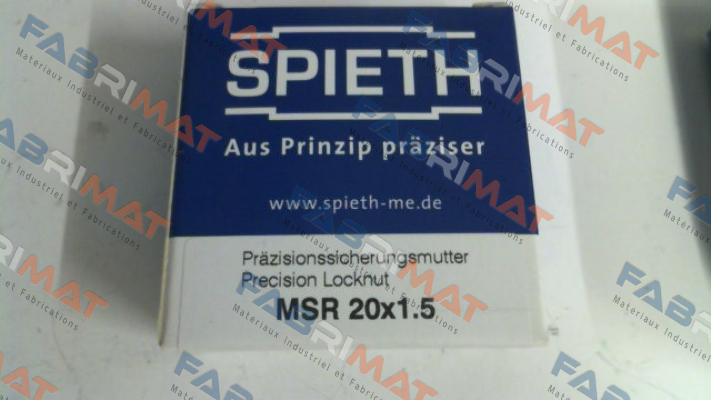 SPIETH
Aus Prinzip präziser
www.spieth-me.de
Präzisionssicherungsmutter
Precision Locknut
MSR 20x1.5
FABRIMAT
Materiaux Industriel et Fabrications